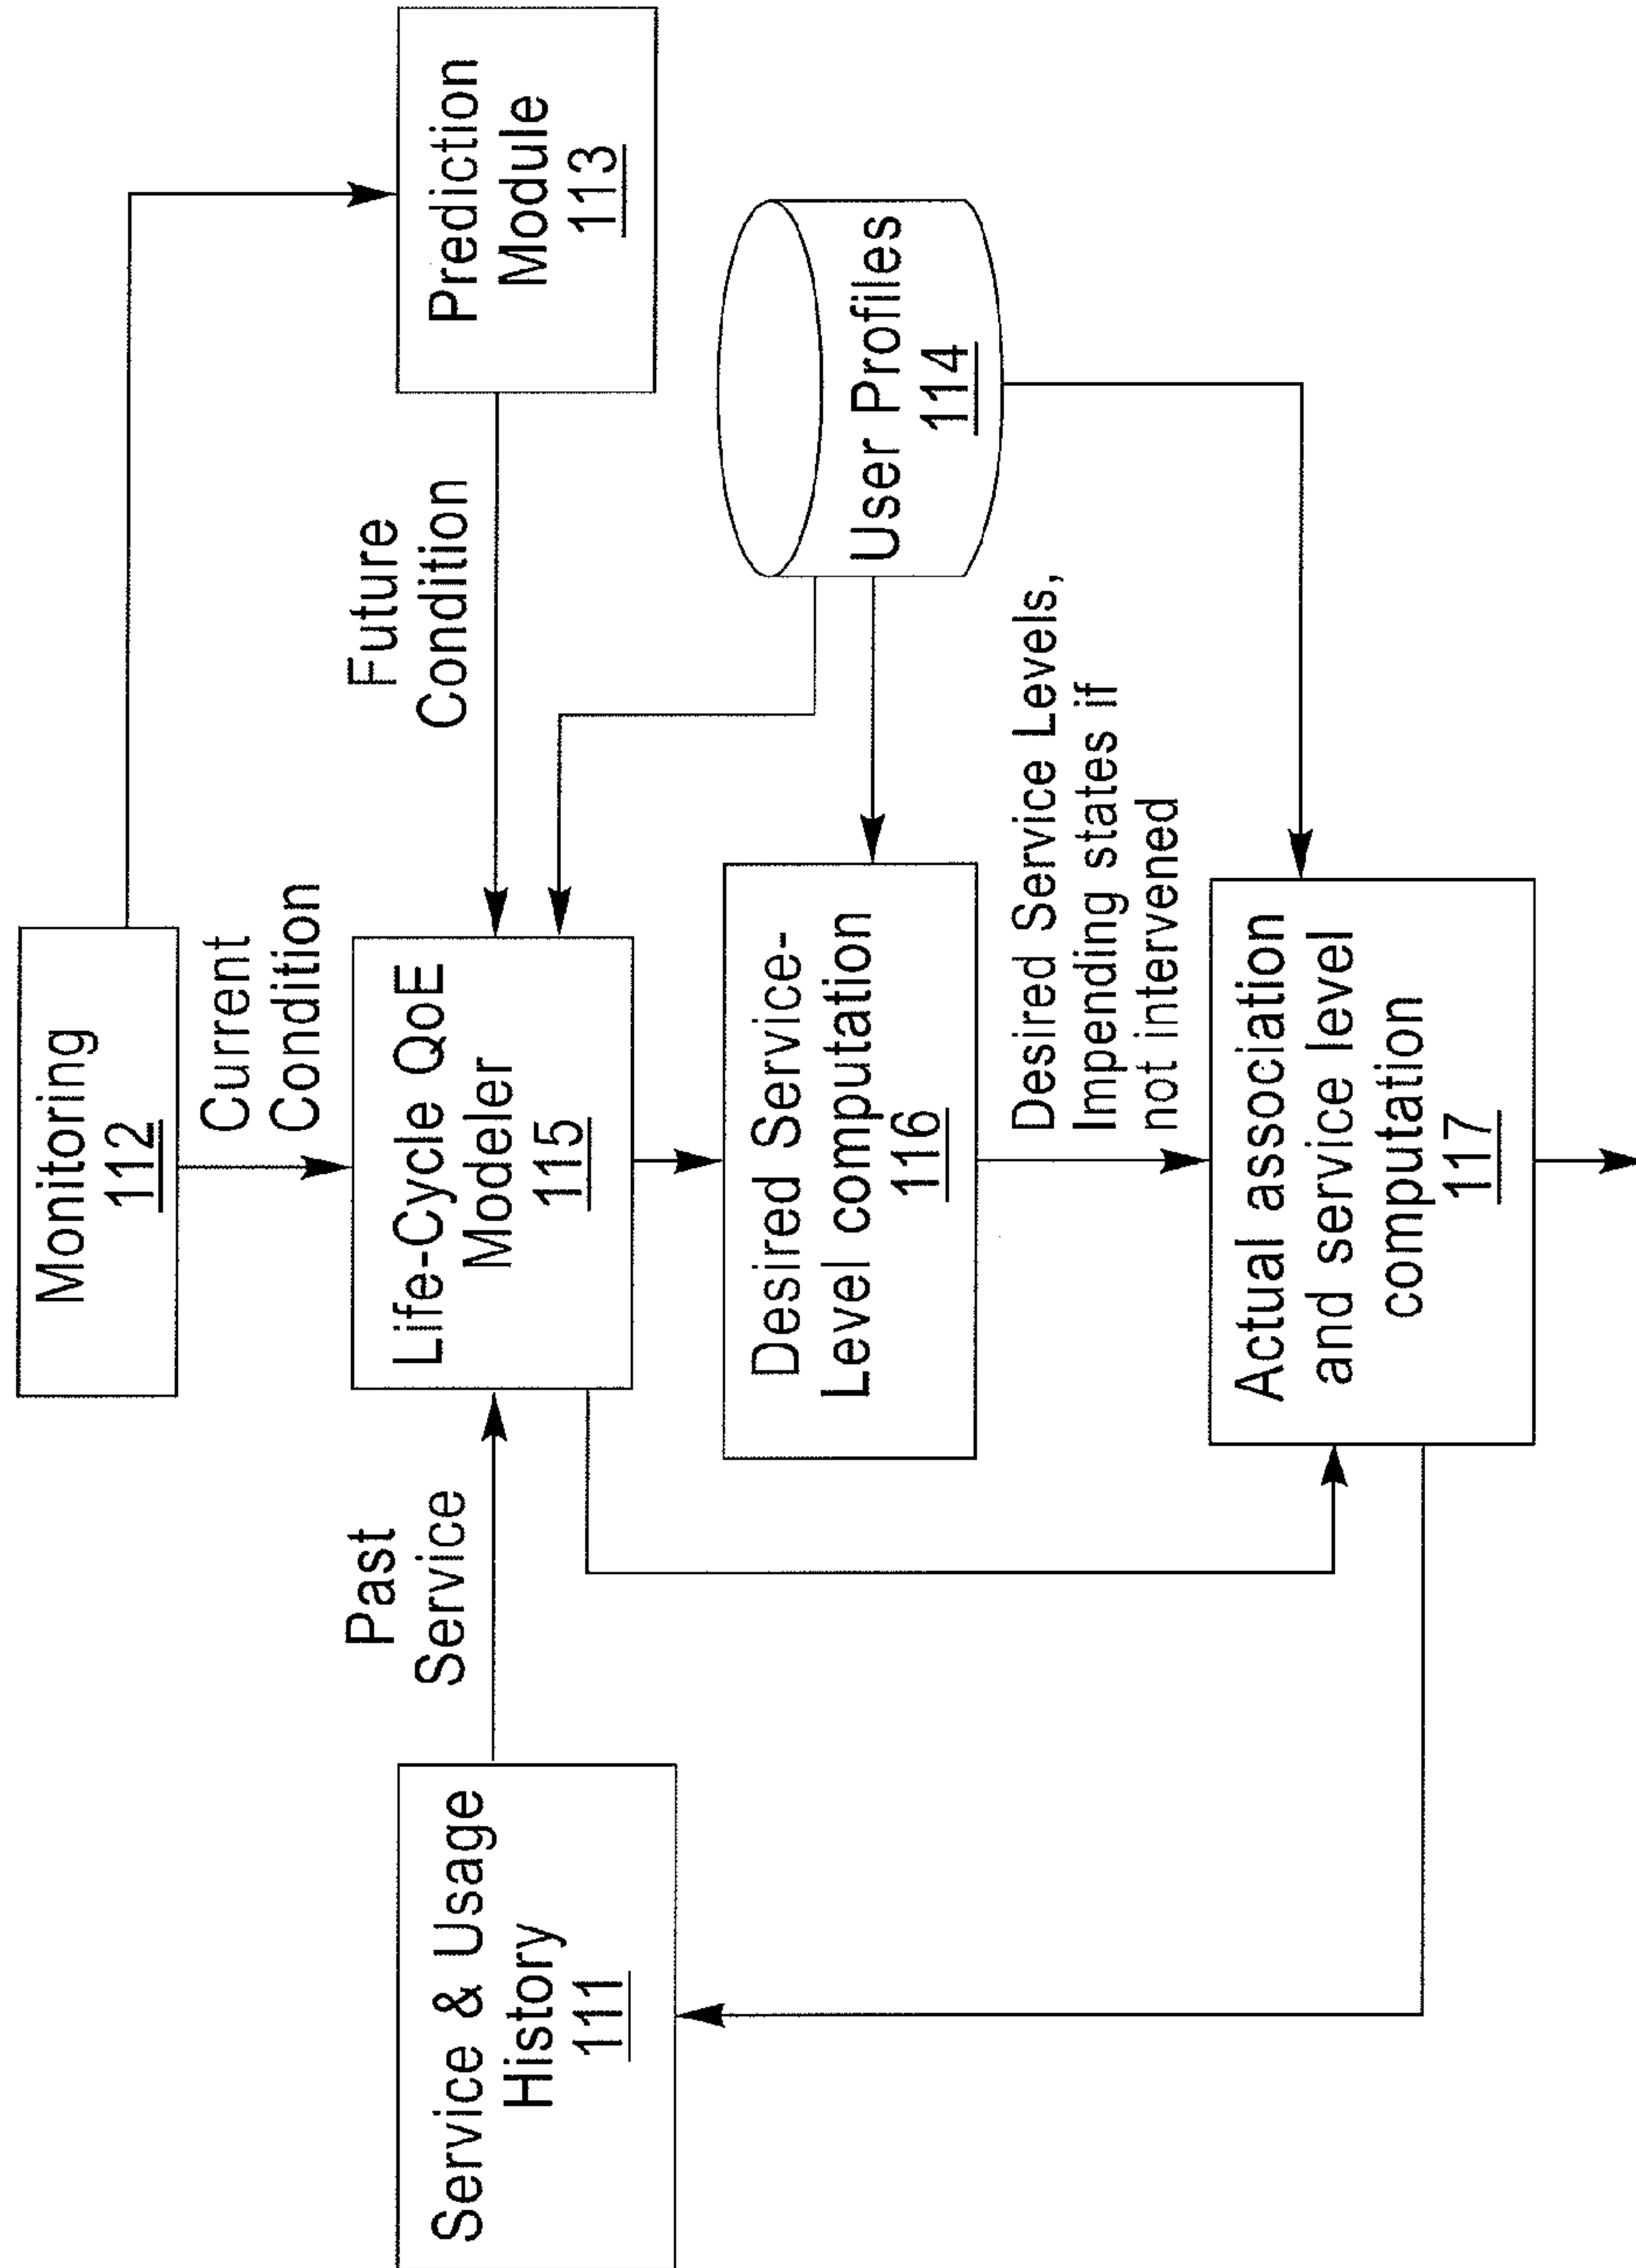 Monitoring
112
Current
Condition
Prediction
Module
113
Future
Condition
Past
Service
Service & Usage
History
111
Life-Cycle QoE
Modeler
115
User Profiles
114
Desired Service-
Level computation
116
Desired Service Levels,
Impending states if
not intervened
Actual association
and service level
computation
117